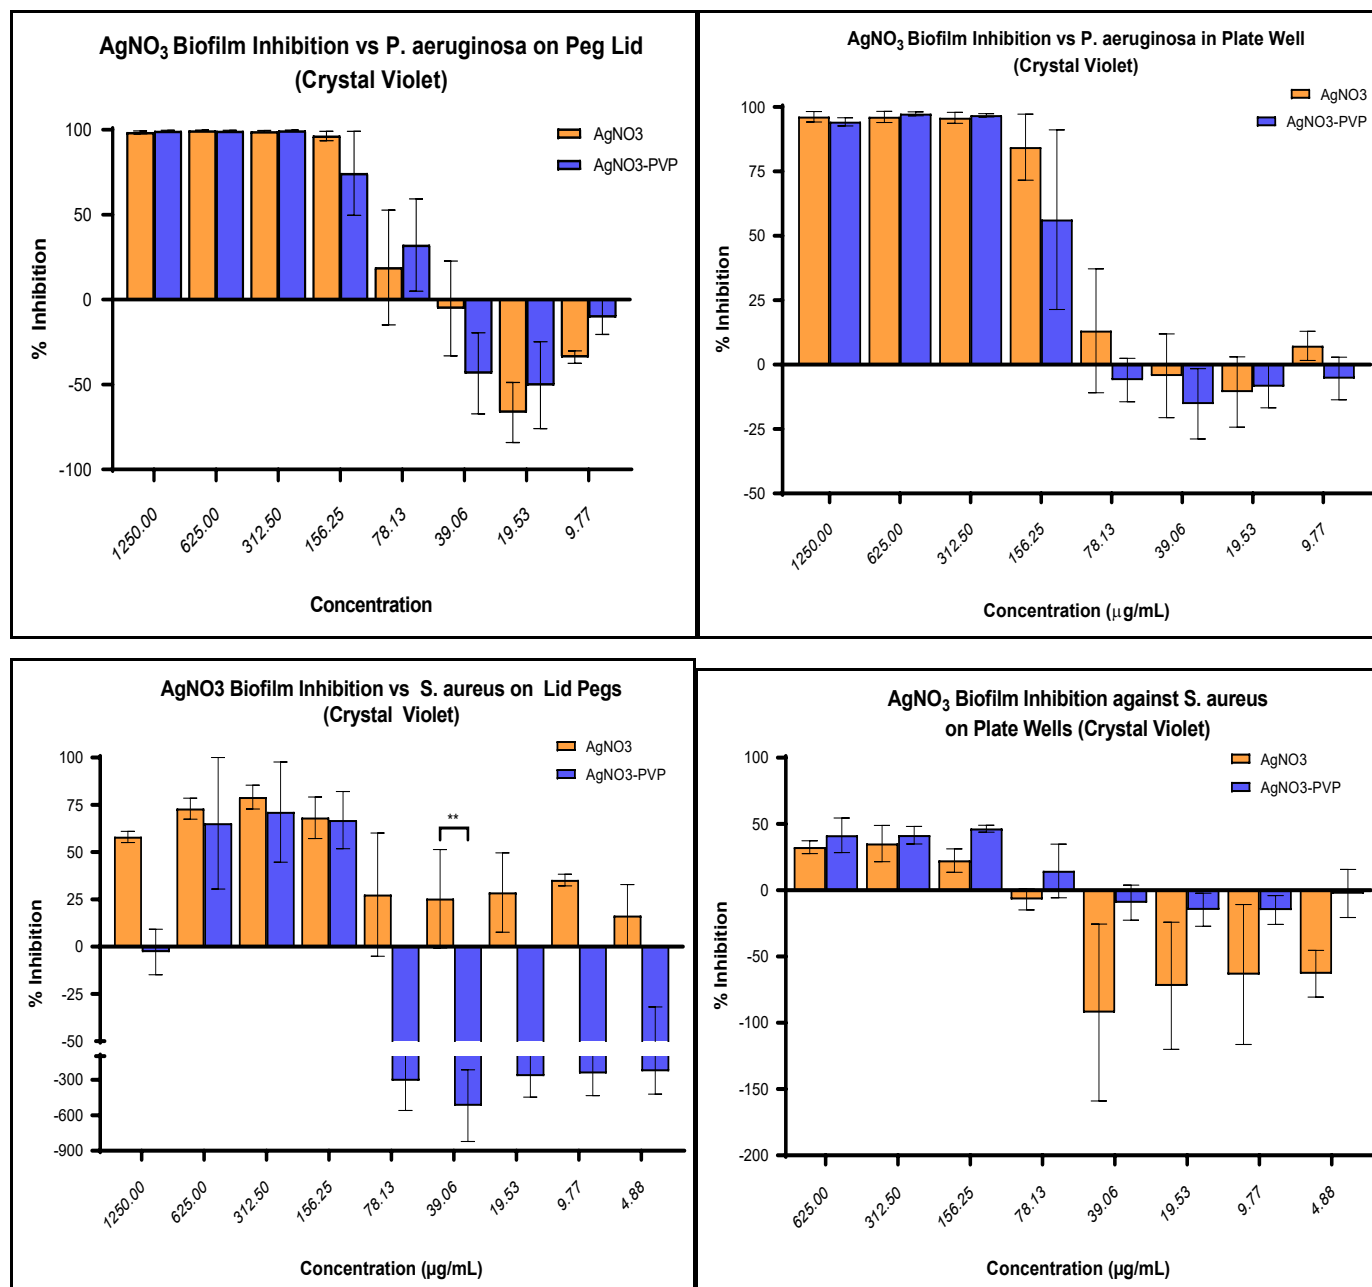 AgNO3 Biofilm Inhibition vs P. aeruginosa on Peg Lid
(Crystal Violet)
AgNO3
AgNO3-PVP
% Inhibition
100
50
0
-50
-100
1250.00
625.00
312.50
156.25
78.13
39.06
19.53
9.77
Concentration
AgNO3 Biofilm Inhibition vs P. aeruginosa in Plate Well
(Crystal Violet)
AgNO3
AgNO3-PVP
% Inhibition
100
75
50
25
0
-25
-50
1250.00
625.00
312.50
156.25
78.13
39.06
19.53
9.77
Concentration (μg/mL)
AgNO3 Biofilm Inhibition vs S. aureus on Lid Pegs
(Crystal Violet)
AgNO3
AgNO3-PVP
**
% Inhibition
100
75
50
25
0
-25
-50
-300
-600
-900
1250.00
625.00
312.50
156.25
78.13
39.06
19.53
9.77
4.88
Concentration (µg/mL)
AgNO3 Biofilm Inhibition against S. aureus
on Plate Wells (Crystal Violet)
AgNO3
AgNO3-PVP
% Inhibition
100
50
0
-50
-100
-150
-200
625.00
312.50
156.25
78.13
39.06
19.53
9.77
4.88
Concentration (µg/mL)